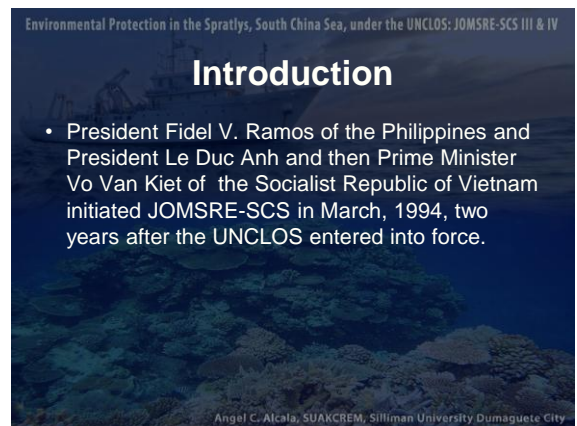 Environmental Protection in the Spratlys, South China Sea, under the UNCLOS: JOMSRE-SCS III & IV
Introduction
• President Fidel V. Ramos of the Philippines and
President Le Duc Anh and then Prime Minister
Vo Van Kiet of the Socialist Republic of Vietnam
initiated JOMSRE-SCS in March, 1994, two
years after the UNCLOS entered into force.
Angel C. Alcala, SUAKCREM, Silliman University Dumaguete City